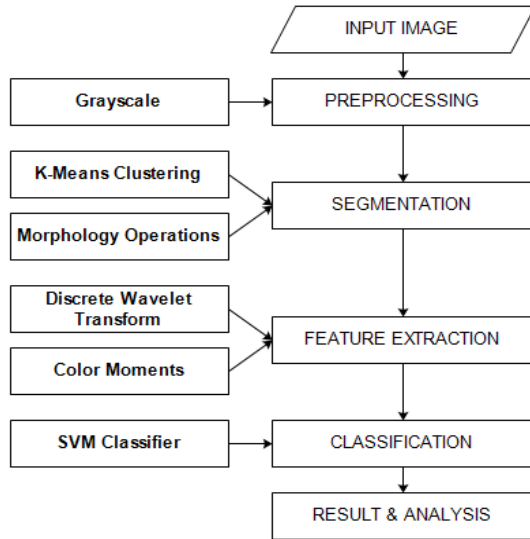 INPUT IMAGE
Grayscale
PREPROCESSING
K-Means Clustering
Morphology Operations
SEGMENTATION
Discrete Wavelet
Transform
Color Moments
FEATURE EXTRACTION
SVM Classifier
CLASSIFICATION
RESULT & ANALYSIS